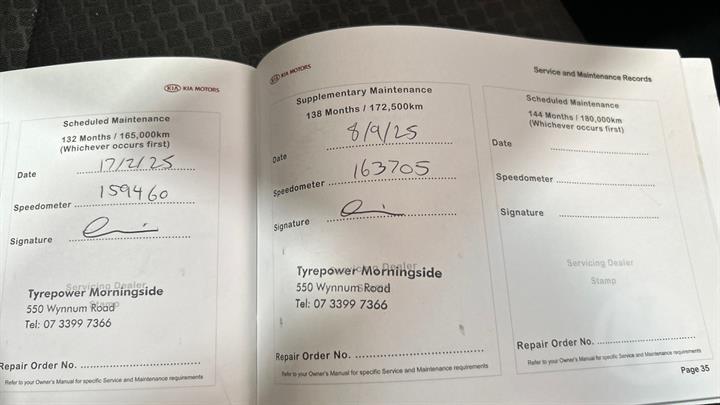 KIA KIA MOTORS
Scheduled Maintenance
132 Months / 165,000km
(Whichever occurs first)
Date 17/2/25
Speedometer 159460
Signature
Servicing Dealer
Stamp
Tyrepower Morningside
550 Wynnum Road
Tel: 07 3399 7366
Repair Order No.
Refer to your Owner's Manual for specific Service and Maintenance requirements
KIA KIA MOTORS
Supplementary Maintenance
138 Months / 172,500km
Date 8/9/25
Speedometer 163705
Signature
Servicing Dealer
Stamp
Tyrepower Morningside
550 Wynnum Road
Tel: 07 3399 7366
Repair Order No.
Refer to your Owner's Manual for specific Service and Maintenance requirements
Service and Maintenance Records
Scheduled Maintenance
144 Months / 180,000km
(Whichever occurs first)
Date
Speedometer
Signature
Servicing Dealer
Stamp
Repair Order No.
Refer to your Owner's Manual for specific Service and Maintenance requirements
Page 35